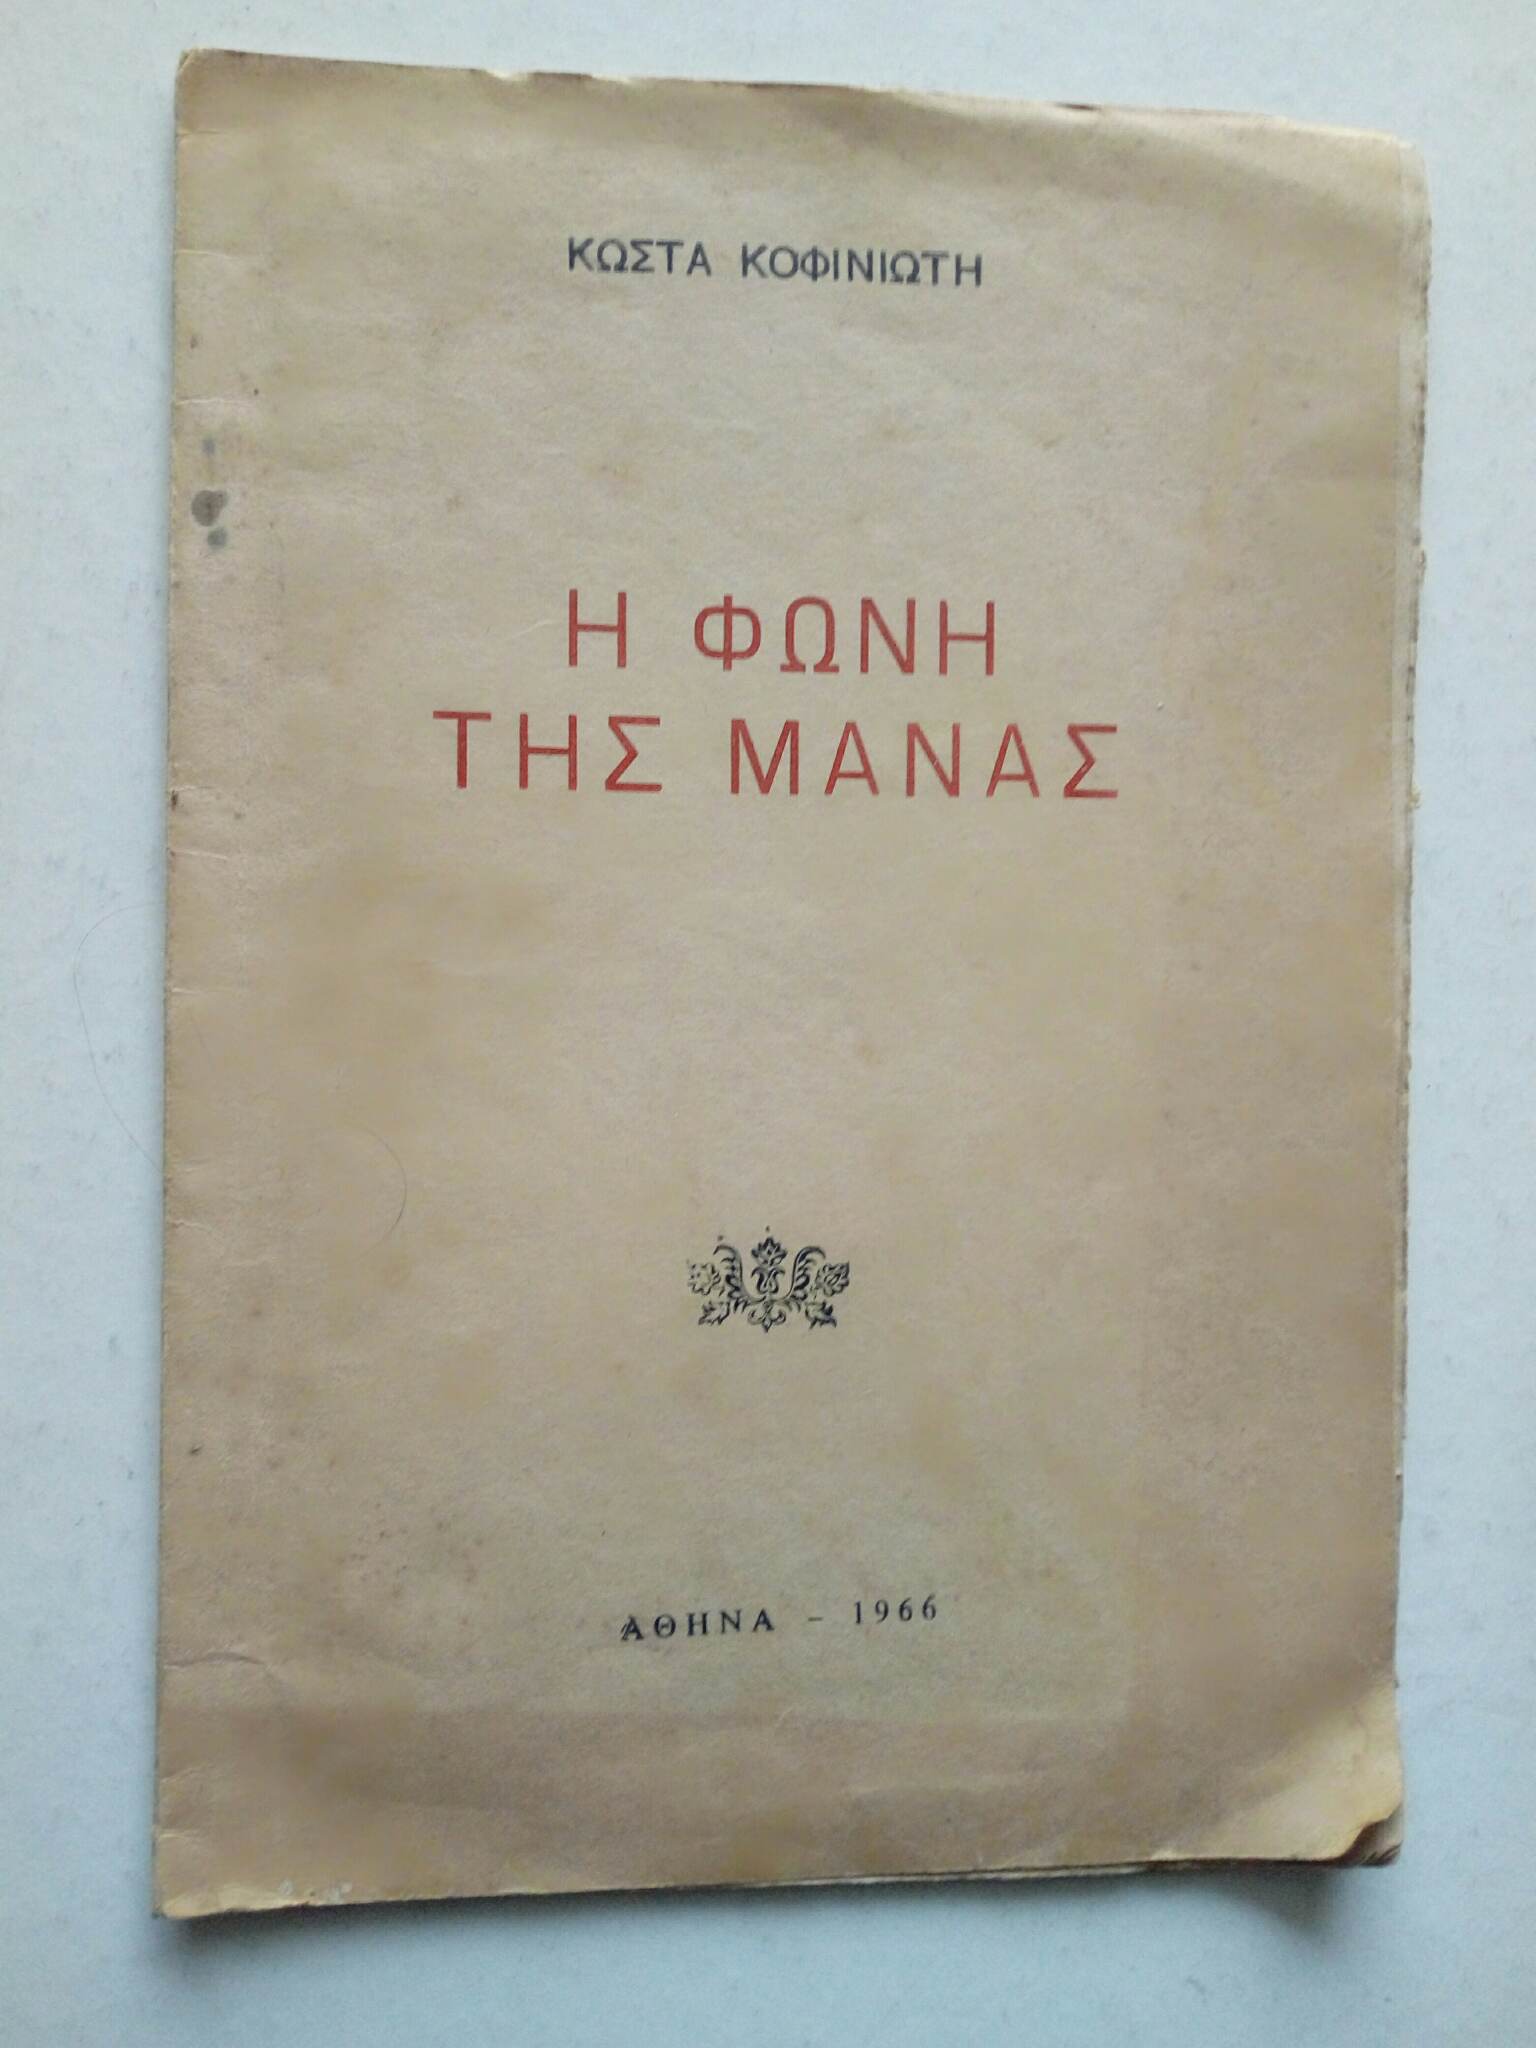 ΚΩΣΤΑ ΚΟΦΙΝΙΩΤΗ
Η ΦΩΝΗ
ΤΗΣ ΜΑΝΑΣ
ΑΘΗΝΑ - 1966